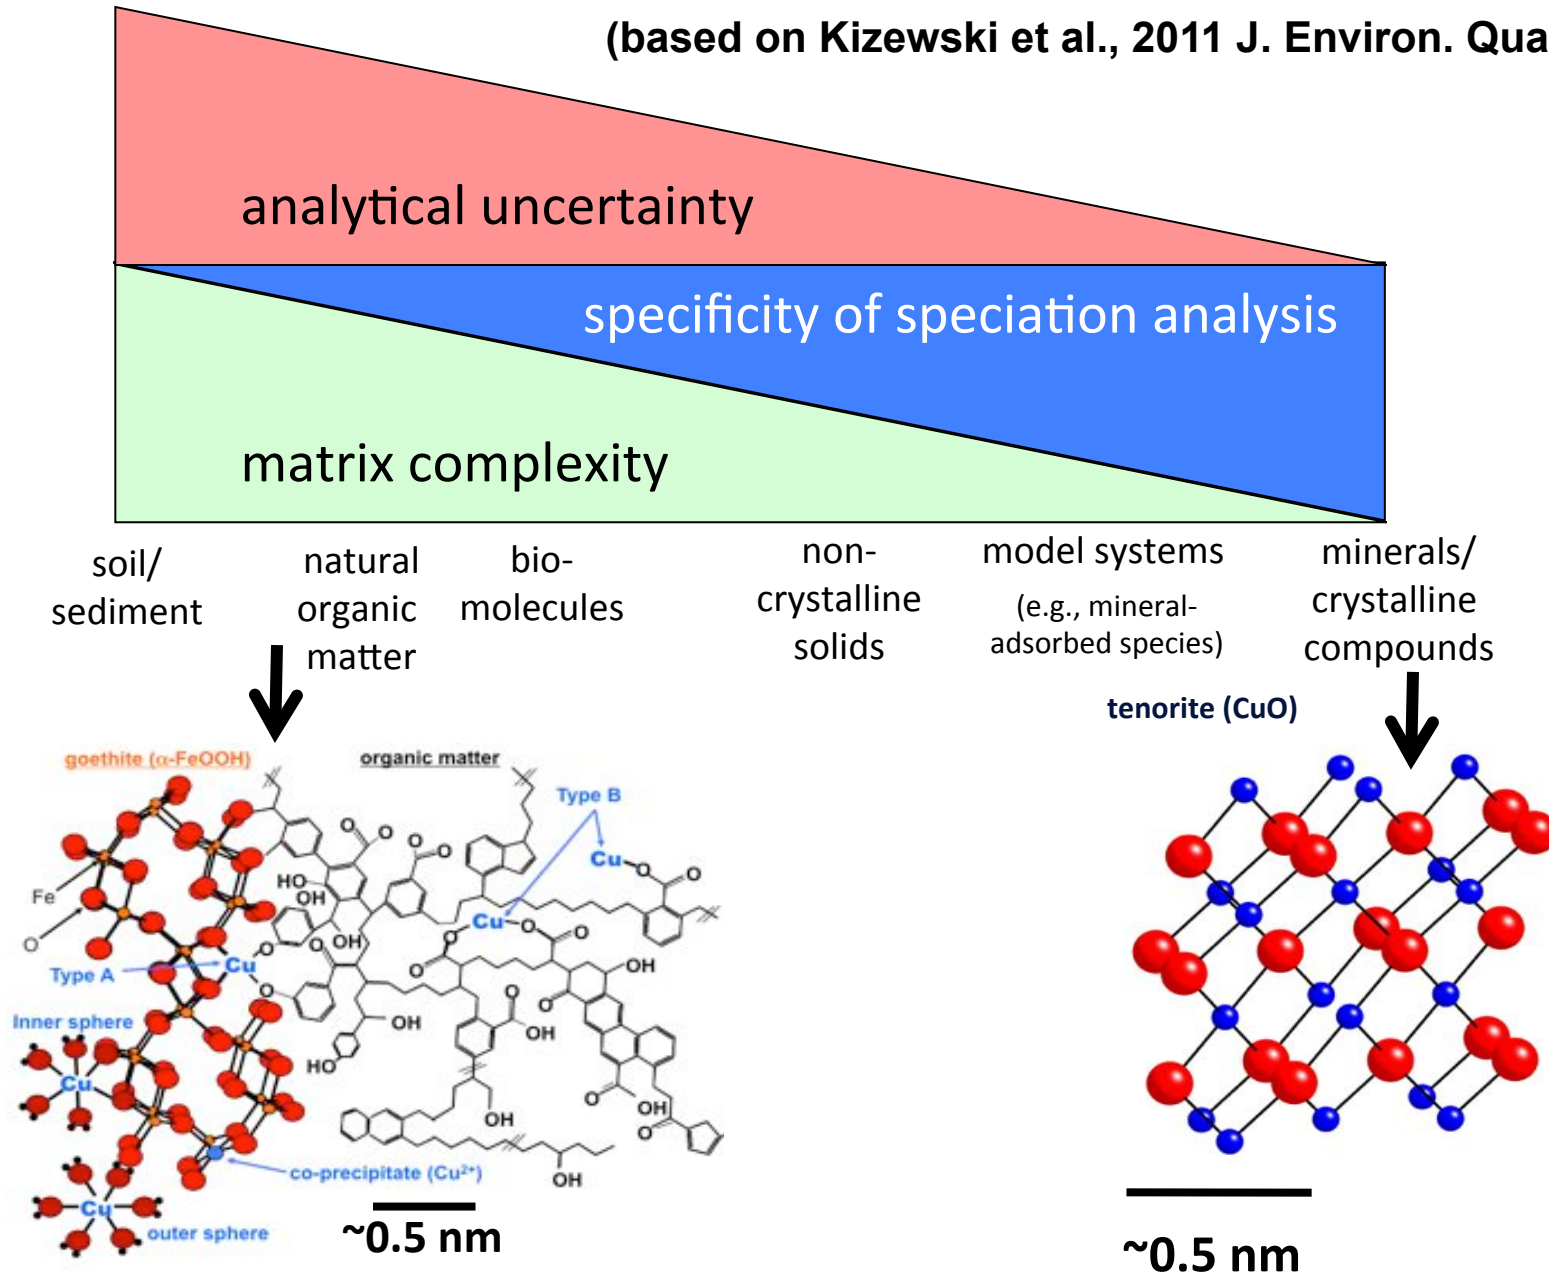 (based on Kizewski et al., 2011 J. Environ. Qua
analytical uncertainty
specificity of speciation analysis
matrix complexity
soil/
sediment
natural
organic
matter
bio-
molecules
non-
crystalline
solids
model systems
(e.g., mineral-
adsorbed species)
minerals/
crystalline
compounds
tenorite (CuO)
goethite (α-FeOOH)
organic matter
Type B
Cu
O
O
O
O
O
O
HO
OH
OH
Fe
O
Cu
O
O
O
O
O
O
Cu
O
O
Type A
OH
O
Inner sphere
OH
O
OH
HO
Cu
O
OH
OH
O
co-precipitate (Cu²⁺)
OH
Cu
outer sphere
~0.5 nm
~0.5 nm